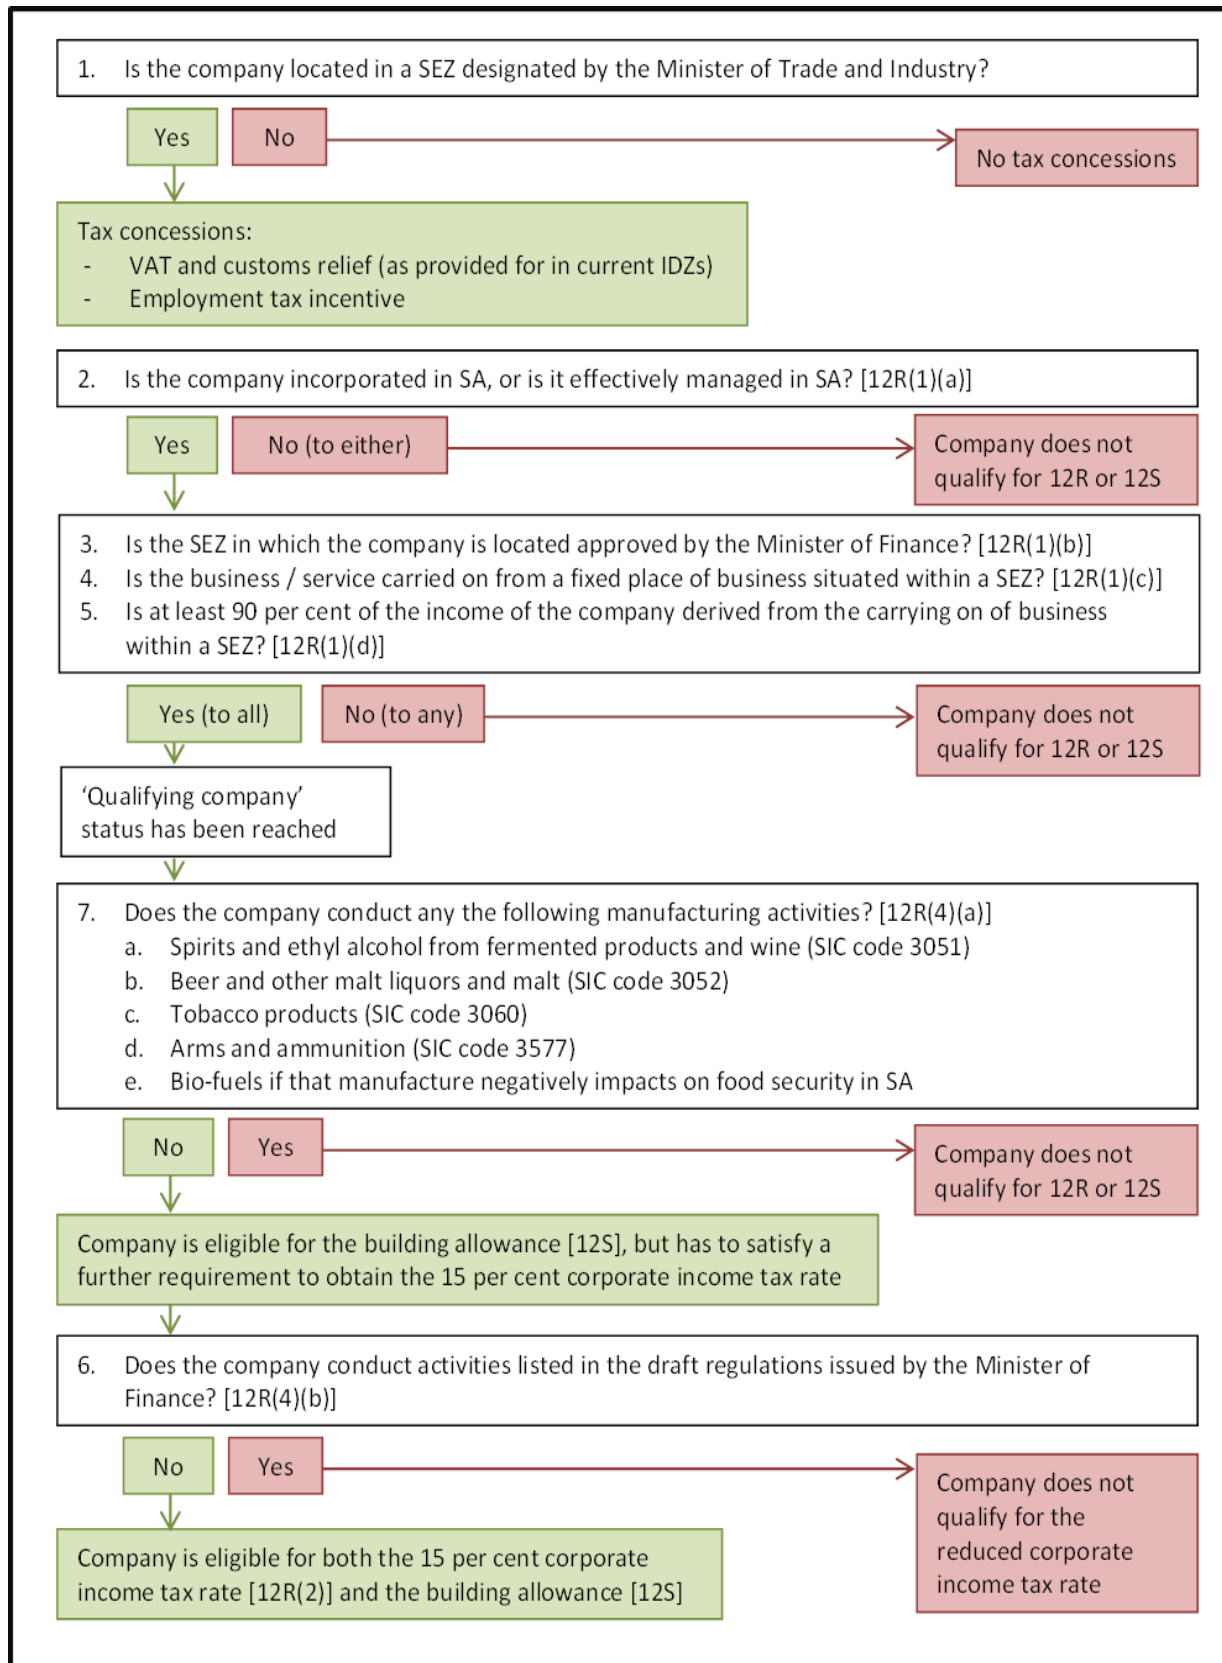 1. Is the company located in a SEZ designated by the Minister of Trade and Industry?
Yes No
No tax concessions
Tax concessions:
- VAT and customs relief (as provided for in current IDZs)
- Employment tax incentive
2. Is the company incorporated in SA, or is it effectively managed in SA? [12R(1)(a)]
Yes No (to either)
Company does not
qualify for 12R or 12S
3. Is the SEZ in which the company is located approved by the Minister of Finance? [12R(1)(b)]
4. Is the business / service carried on from a fixed place of business situated within a SEZ? [12R(1)(c)]
5. Is at least 90 per cent of the income of the company derived from the carrying on of business
within a SEZ? [12R(1)(d)]
Yes (to all) No (to any)
Company does not
qualify for 12R or 12S
‘Qualifying company’
status has been reached
7. Does the company conduct any the following manufacturing activities? [12R(4)(a)]
a. Spirits and ethyl alcohol from fermented products and wine (SIC code 3051)
b. Beer and other malt liquors and malt (SIC code 3052)
c. Tobacco products (SIC code 3060)
d. Arms and ammunition (SIC code 3577)
e. Bio-fuels if that manufacture negatively impacts on food security in SA
No Yes
Company does not
qualify for 12R or 12S
Company is eligible for the building allowance [12S], but has to satisfy a
further requirement to obtain the 15 per cent corporate income tax rate
6. Does the company conduct activities listed in the draft regulations issued by the Minister of
Finance? [12R(4)(b)]
No Yes
Company does not
qualify for the
reduced corporate
income tax rate
Company is eligible for both the 15 per cent corporate
income tax rate [12R(2)] and the building allowance [12S]